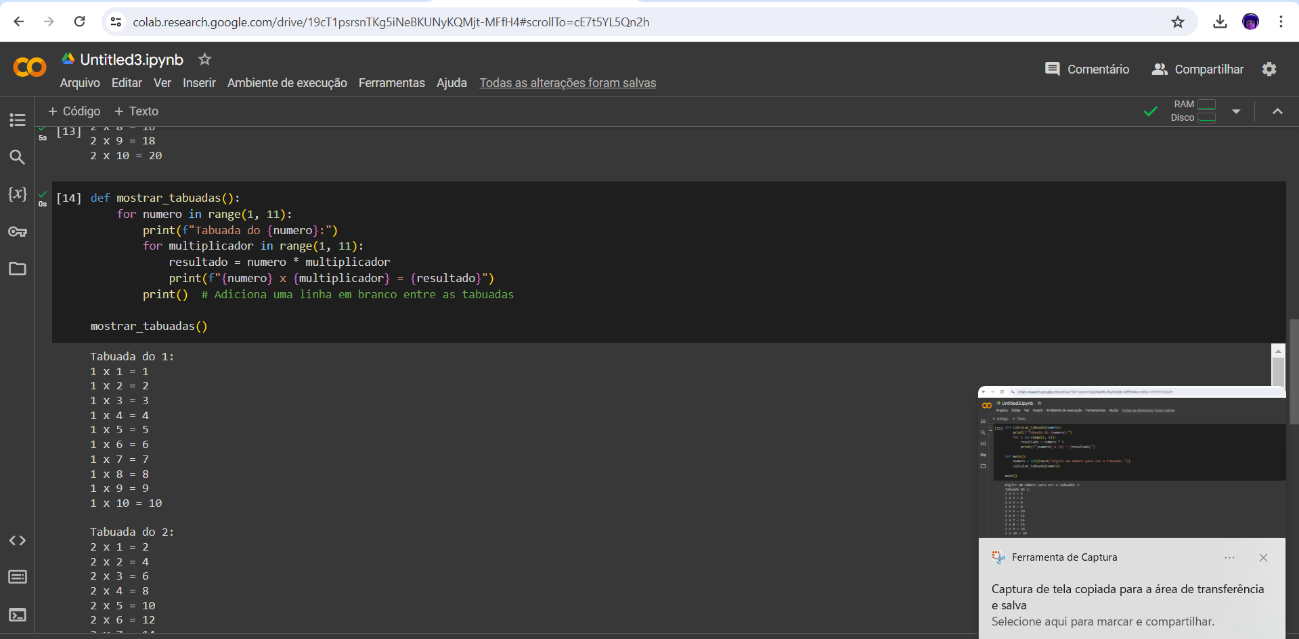 colab.research.google.com/drive/19cT1psrsnTKg5iNeBKUNyKQMjt-MFfH4#scrollTo=cE7t5YL5Qn2h
Untitled3.ipynb
Arquivo Editar Ver Inserir Ambiente de execução Ferramentas Ajuda Todas as alterações foram salvas
Comentário
Compartilhar
+ Código + Texto
RAM
Disco
5s
[13] 2 x 8 = 16
2 x 9 = 18
2 x 10 = 20
{x}
0s
[14] def mostrar_tabuadas():
for numero in range(1, 11):
print(f"Tabuada do {numero}:")
for multiplicador in range(1, 11):
resultado = numero * multiplicador
print(f"{numero} x {multiplicador} = {resultado}")
print() # Adiciona uma linha em branco entre as tabuadas
mostrar_tabuadas()
Tabuada do 1:
1 x 1 = 1
1 x 2 = 2
1 x 3 = 3
1 x 4 = 4
1 x 5 = 5
1 x 6 = 6
1 x 7 = 7
1 x 8 = 8
1 x 9 = 9
1 x 10 = 10
Tabuada do 2:
2 x 1 = 2
2 x 2 = 4
2 x 3 = 6
2 x 4 = 8
2 x 5 = 10
2 x 6 = 12
2 x 7 = 14
Ferramenta de Captura
Captura de tela copiada para a área de transferência
e salva
Selecione aqui para marcar e compartilhar.